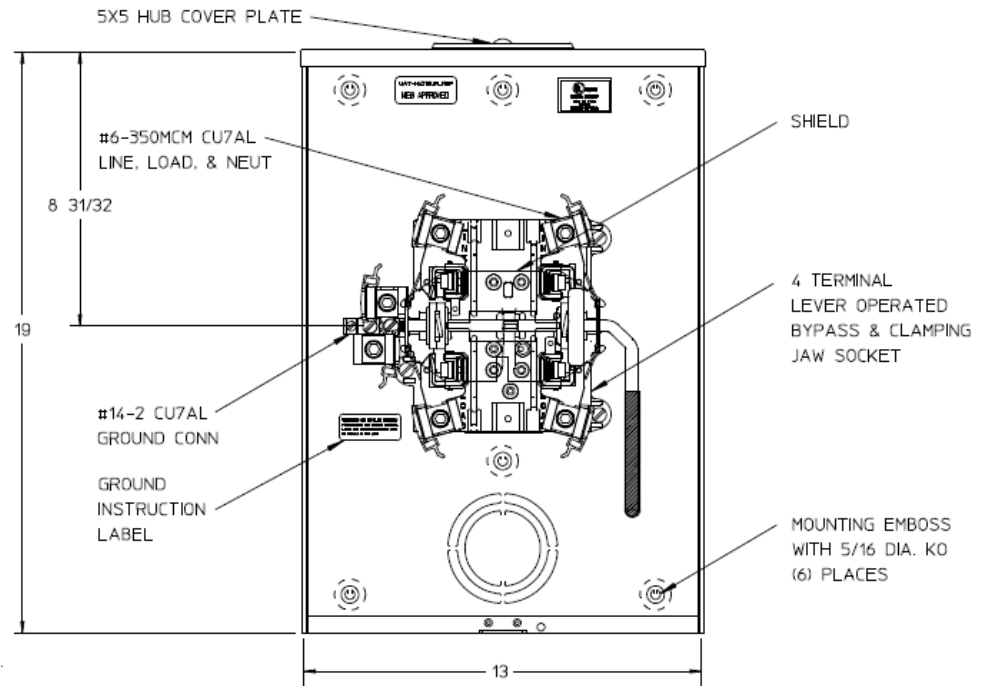 5X5 HUB COVER PLATE
#6-350MCM CU7AL
LINE, LOAD, & NEUT
8 31/32
19
SHIELD
4 TERMINAL
LEVER OPERATED
BYPASS & CLAMPING
JAW SOCKET
#14-2 CU7AL
GROUND CONN
GROUND
INSTRUCTION
LABEL
MOUNTING EMBOSS
WITH 5/16 DIA. KO
(6) PLACES
13